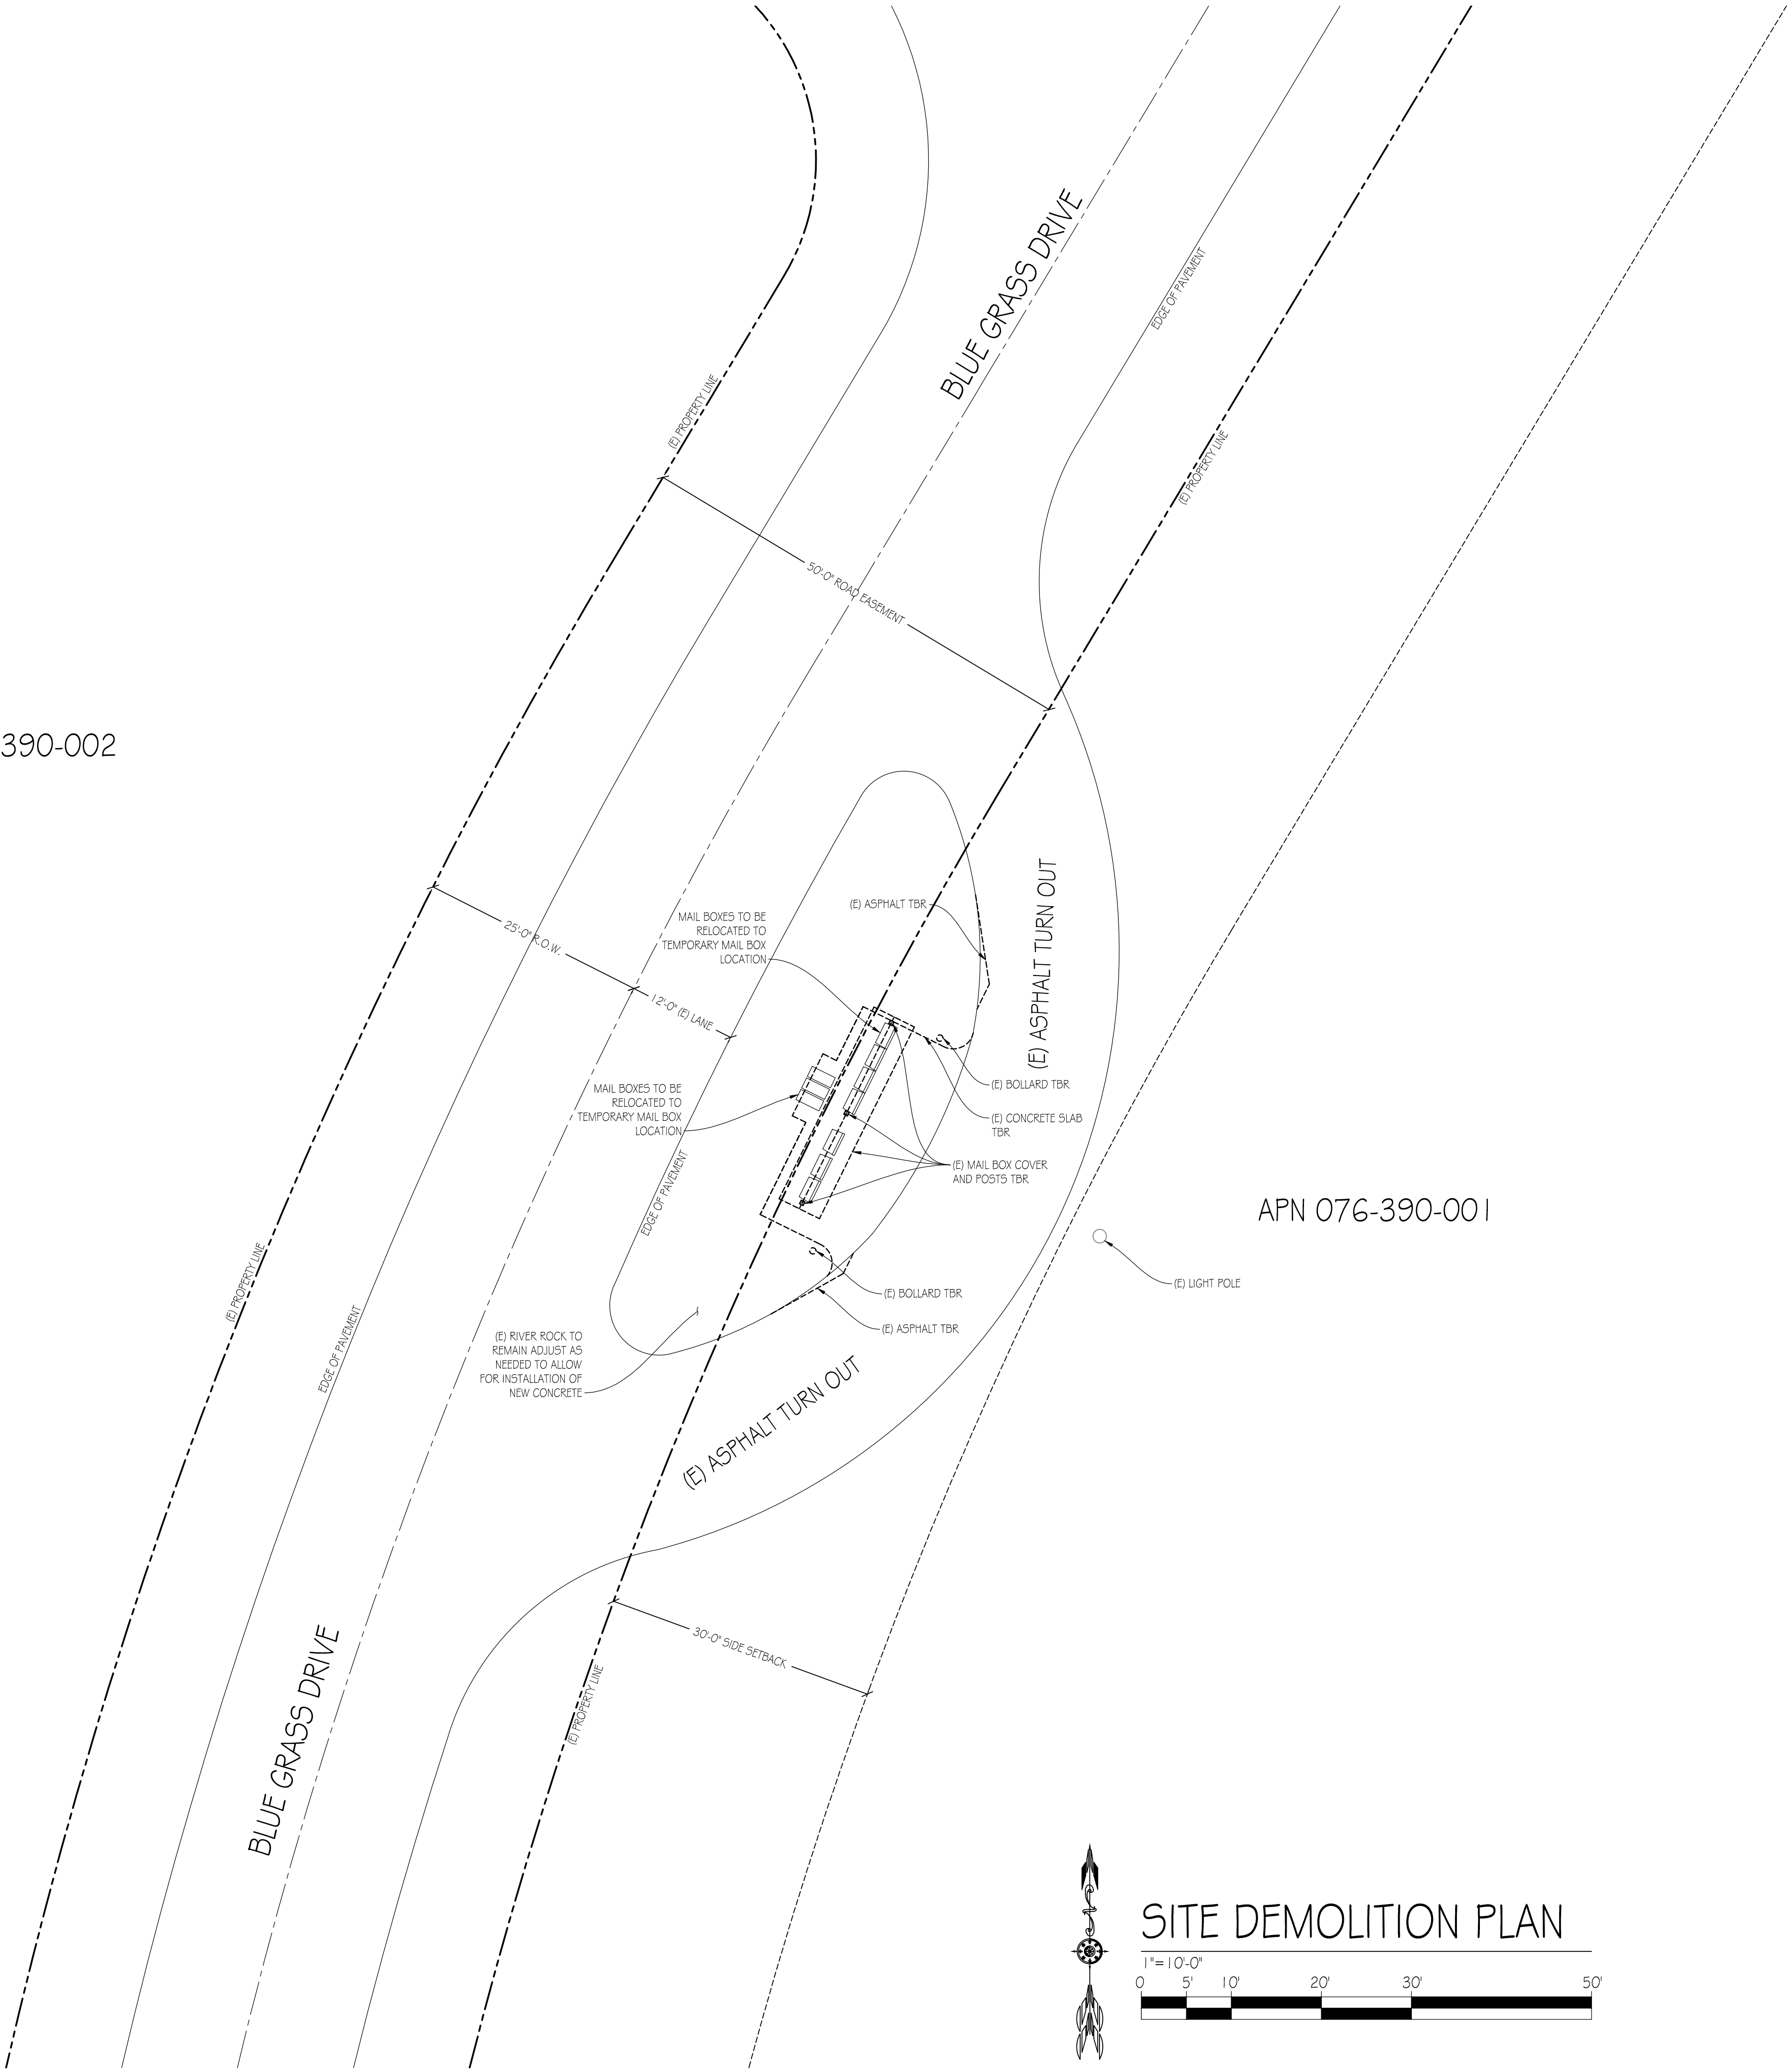 BLUE GRASS DRIVE
EDGE OF PAVEMENT
(E) PROPERTY LINE
(E) PROPERTY LINE
50'-0" ROAD EASEMENT
390-002
(E) ASPHALT TURN OUT
(E) ASPHALT TBR
MAIL BOXES TO BE
RELOCATED TO
TEMPORARY MAIL BOX
LOCATION
25'-0" R.O.W.
12'-0" (E) LANE
MAIL BOXES TO BE
RELOCATED TO
TEMPORARY MAIL BOX
LOCATION
(E) BOLLARD TBR
(E) CONCRETE SLAB
TBR
(E) MAIL BOX COVER
AND POSTS TBR
EDGE OF PAVEMENT
APN 076-390-001
(E) LIGHT POLE
(E) PROPERTY LINE
(E) BOLLARD TBR
(E) ASPHALT TBR
EDGE OF PAVEMENT
(E) RIVER ROCK TO
REMAIN ADJUST AS
NEEDED TO ALLOW
FOR INSTALLATION OF
NEW CONCRETE
(E) ASPHALT TURN OUT
30'-0" SIDE SETBACK
(E) PROPERTY LINE
BLUE GRASS DRIVE
N
SITE DEMOLITION PLAN
1"=10'-0"
0 5' 10' 20' 30' 50'